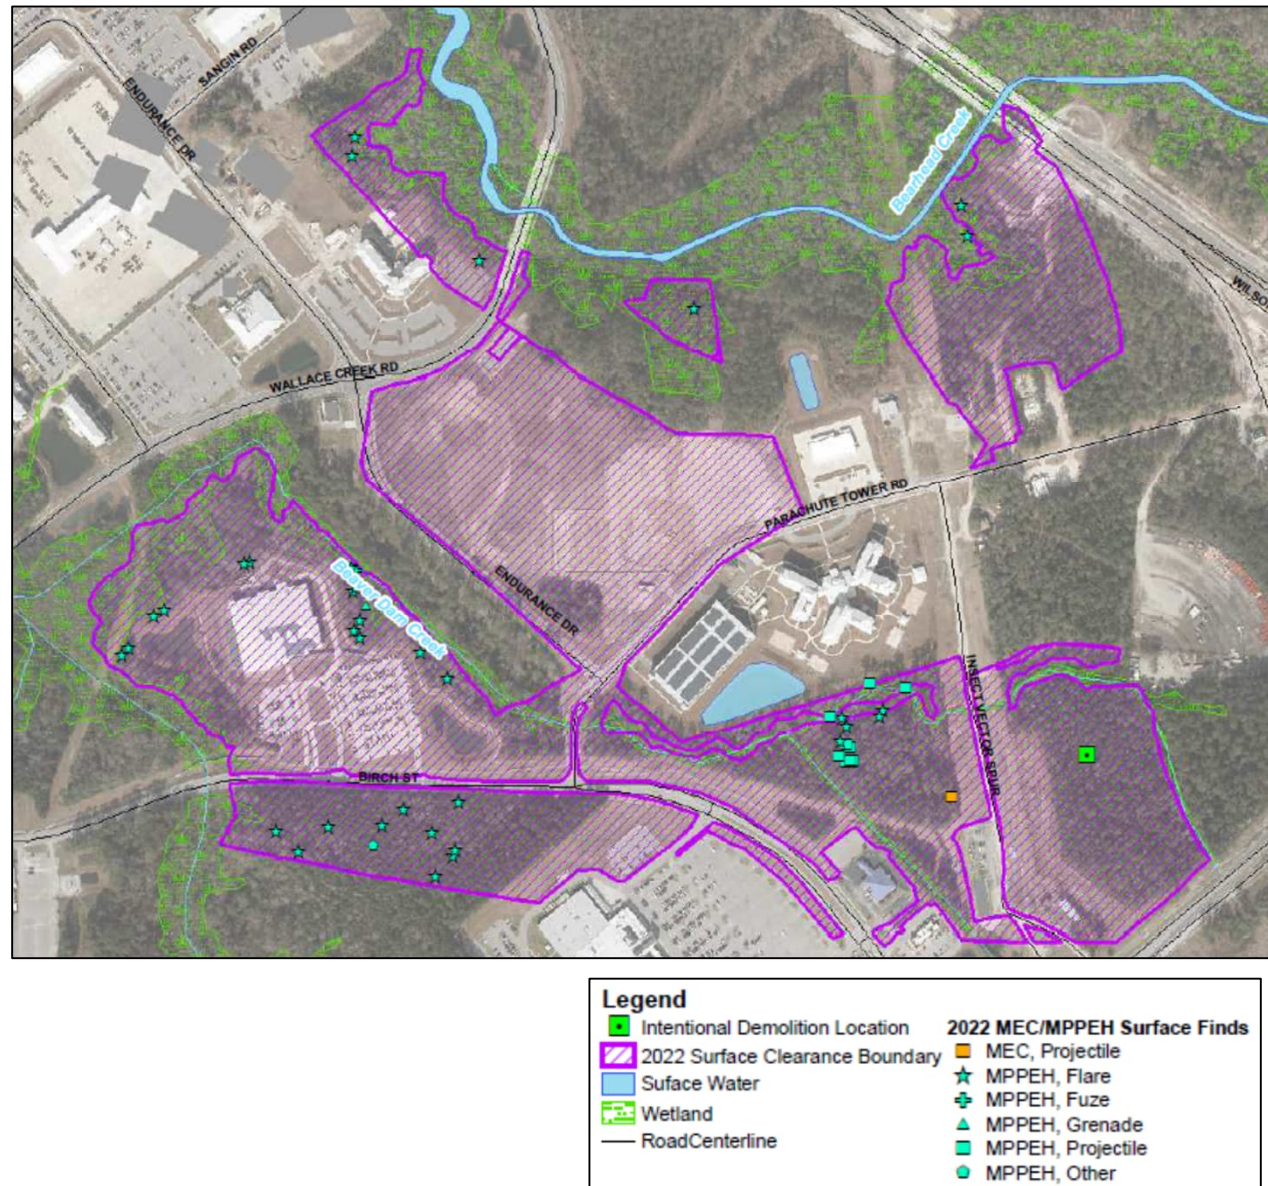 SANGIN RD
ENDURANCE DR
Bearhead Creek
WALLACE CREEK RD
PARACHUTE TOWER RD
ENDURANCE DR
Beaver Dam Creek
INSECT VECTOR SPUR
BIRCH ST
Legend
Intentional Demolition Location
2022 Surface Clearance Boundary
Suface Water
Wetland
RoadCenterline
2022 MEC/MPPEH Surface Finds
MEC, Projectile
MPPEH, Flare
MPPEH, Fuze
MPPEH, Grenade
MPPEH, Projectile
MPPEH, Other